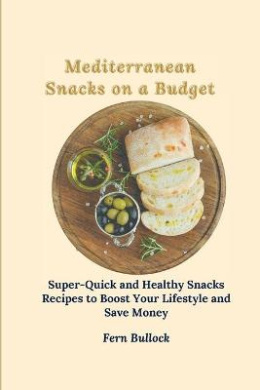 Mediterranean
Snacks on a Budget
Super-Quick and Healthy Snacks
Recipes to Boost Your Lifestyle and
Save Money
Fern Bullock